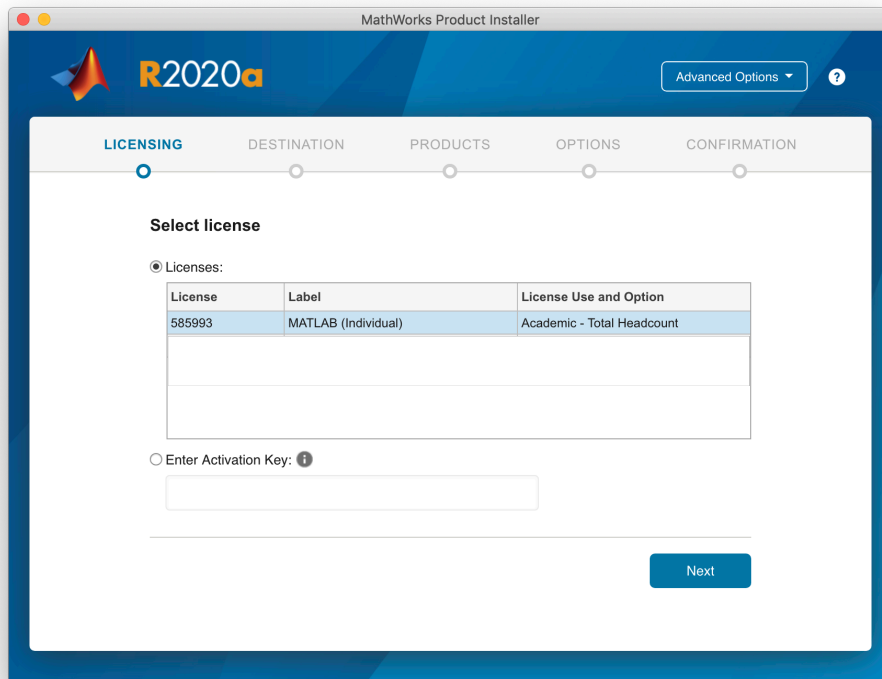 MathWorks Product Installer
R2020a
Advanced Options
?
LICENSING DESTINATION PRODUCTS OPTIONS CONFIRMATION
Select license
Licenses:
License Label License Use and Option
585993 MATLAB (Individual) Academic - Total Headcount
Enter Activation Key: i
Next